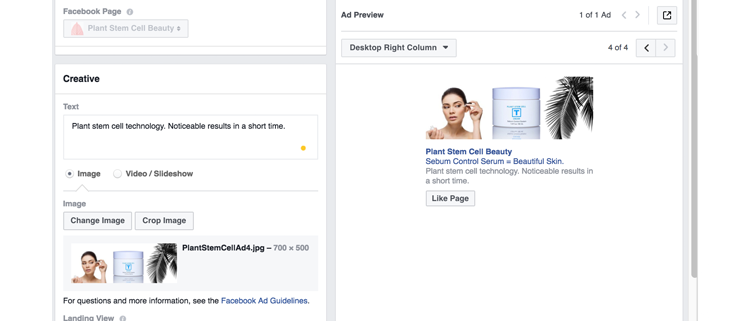 Facebook Page
Plant Stem Cell Beauty
Creative
Text
Plant stem cell technology. Noticeable results in a short time.
Image
Video / Slideshow
Image
Change Image
Crop Image
PlantStemCellAd4.jpg – 700 × 500
For questions and more information, see the Facebook Ad Guidelines.
Landing View
Ad Preview
1 of 1 Ad
Desktop Right Column
4 of 4
Plant Stem Cell Beauty
Sebum Control Serum = Beautiful Skin.
Plant stem cell technology. Noticeable results in
a short time.
Like Page